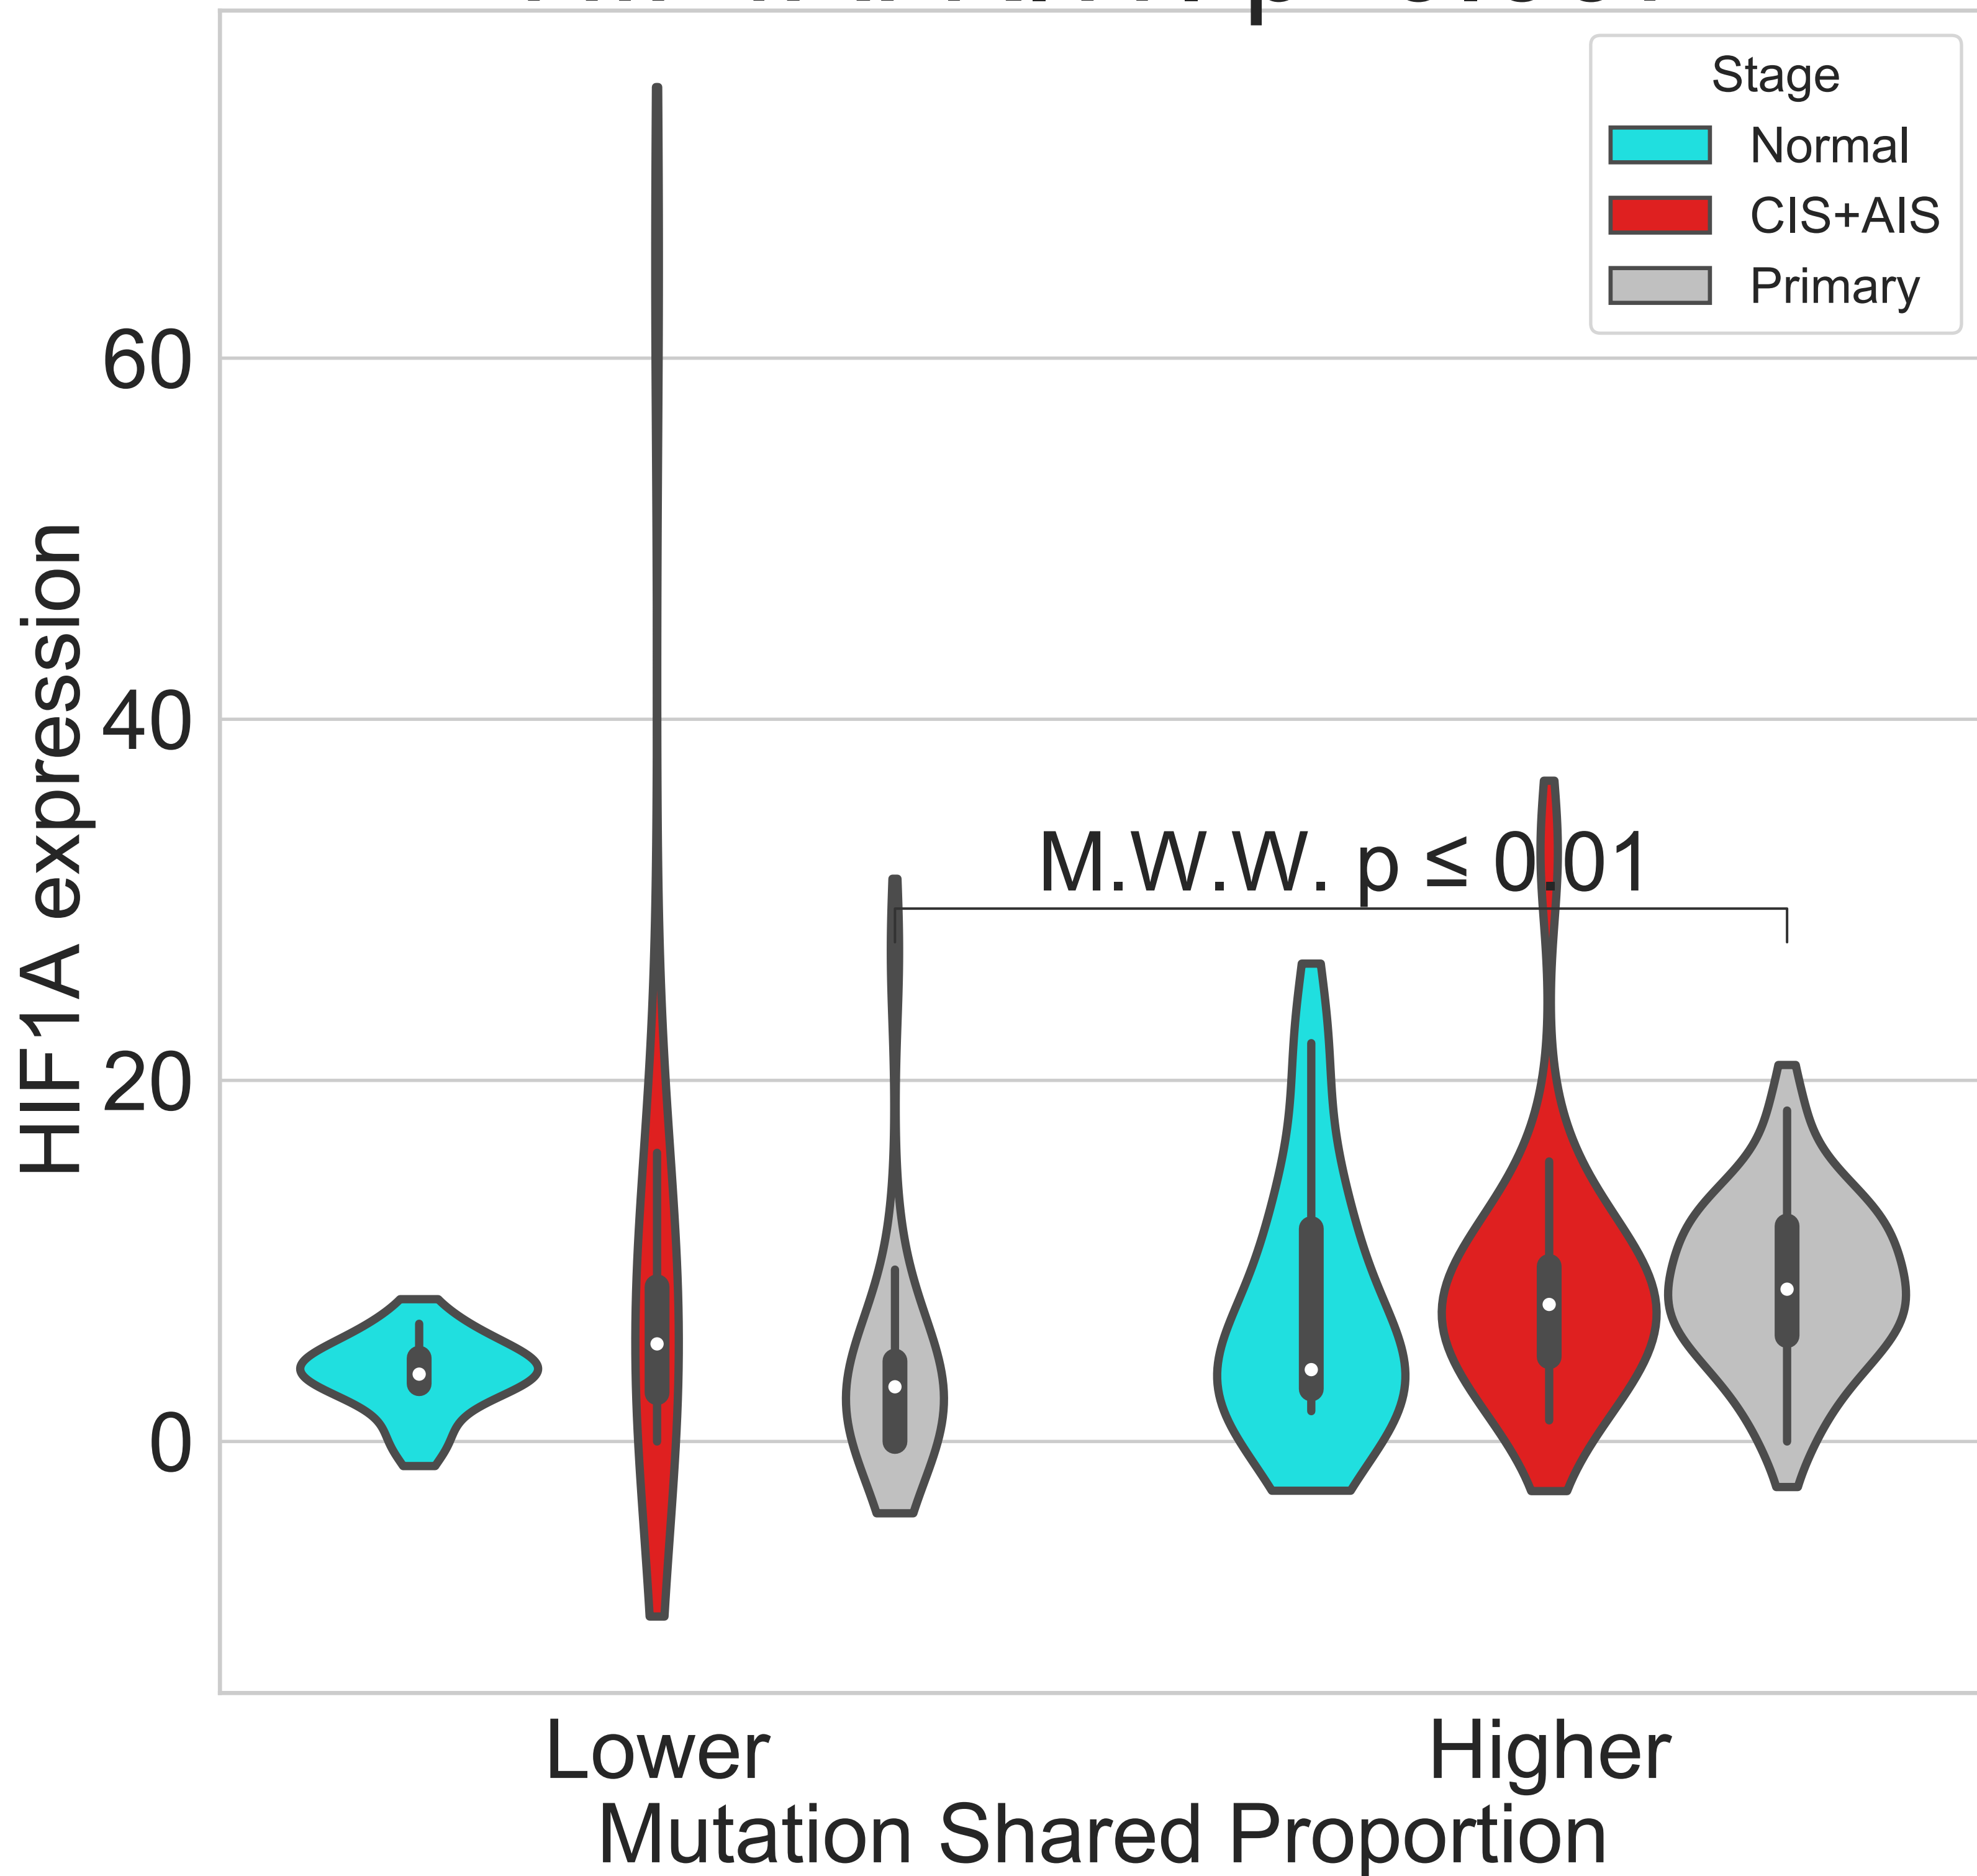 Stage
Normal
CIS+AIS
Primary
60
40
20
0
HIF1A expression
M.W.W. p ≤ 0.01
Lower
Higher
Mutation Shared Proportion